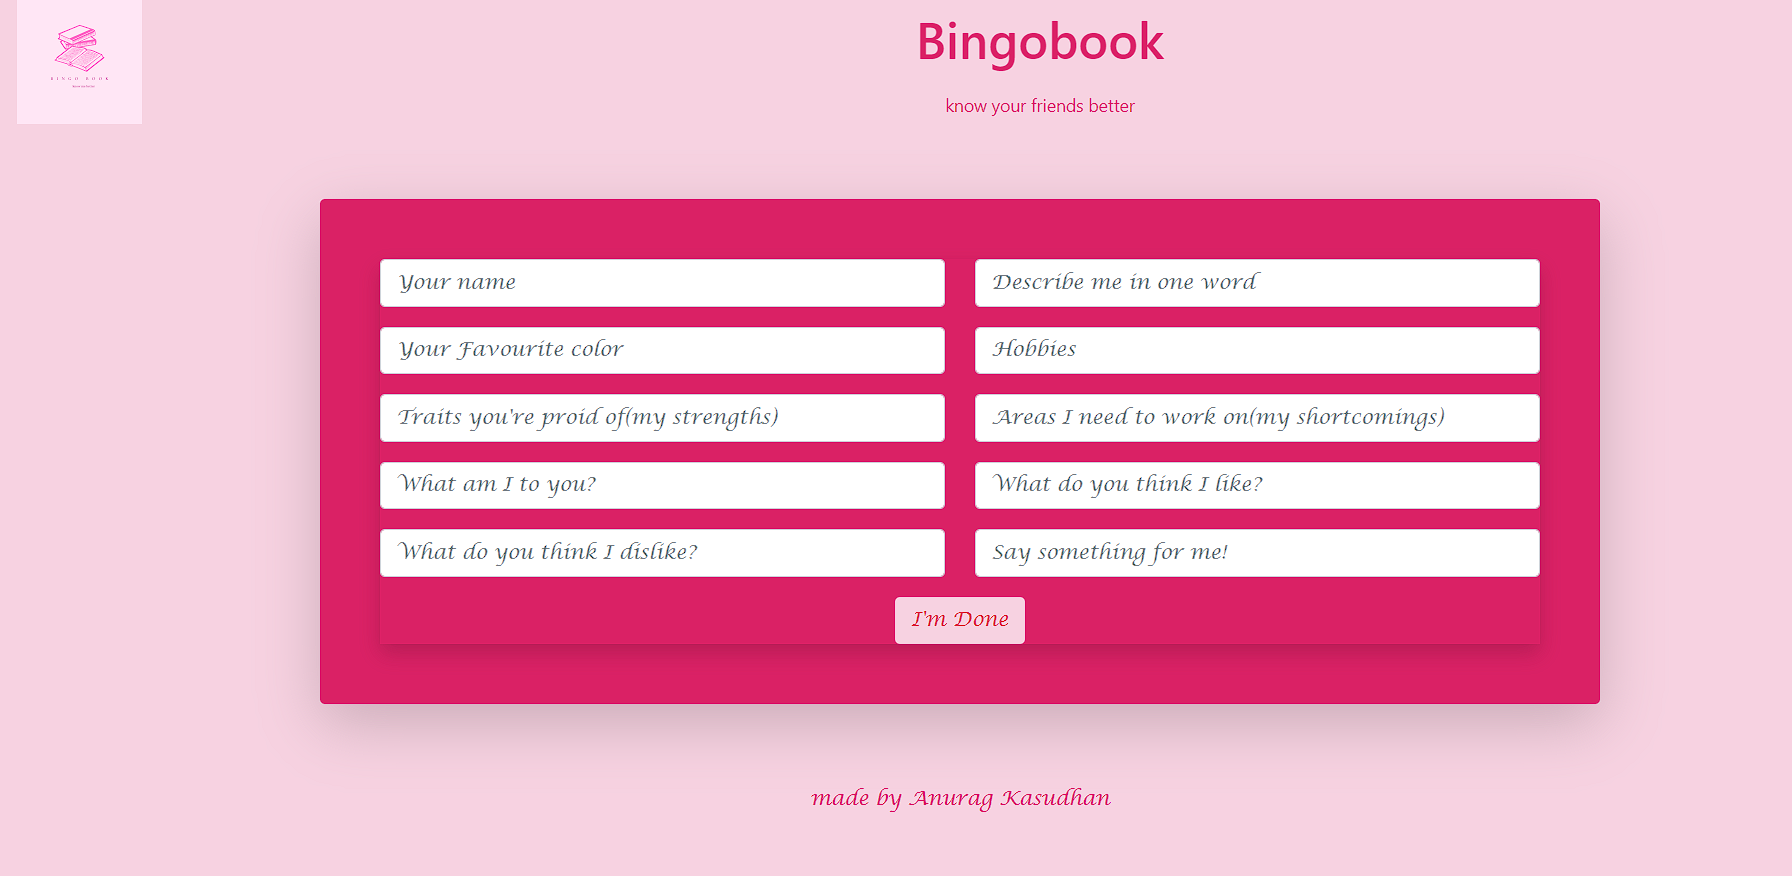 BINGO BOOK
Bingobook
know your friends better
Your name
Describe me in one word
Your Favourite color
Hobbies
Traits you're proid of(my strengths)
Areas I need to work on(my shortcomings)
What am I to you?
What do you think I like?
What do you think I dislike?
Say something for me!
I'm Done
made by Anurag Kasudhan